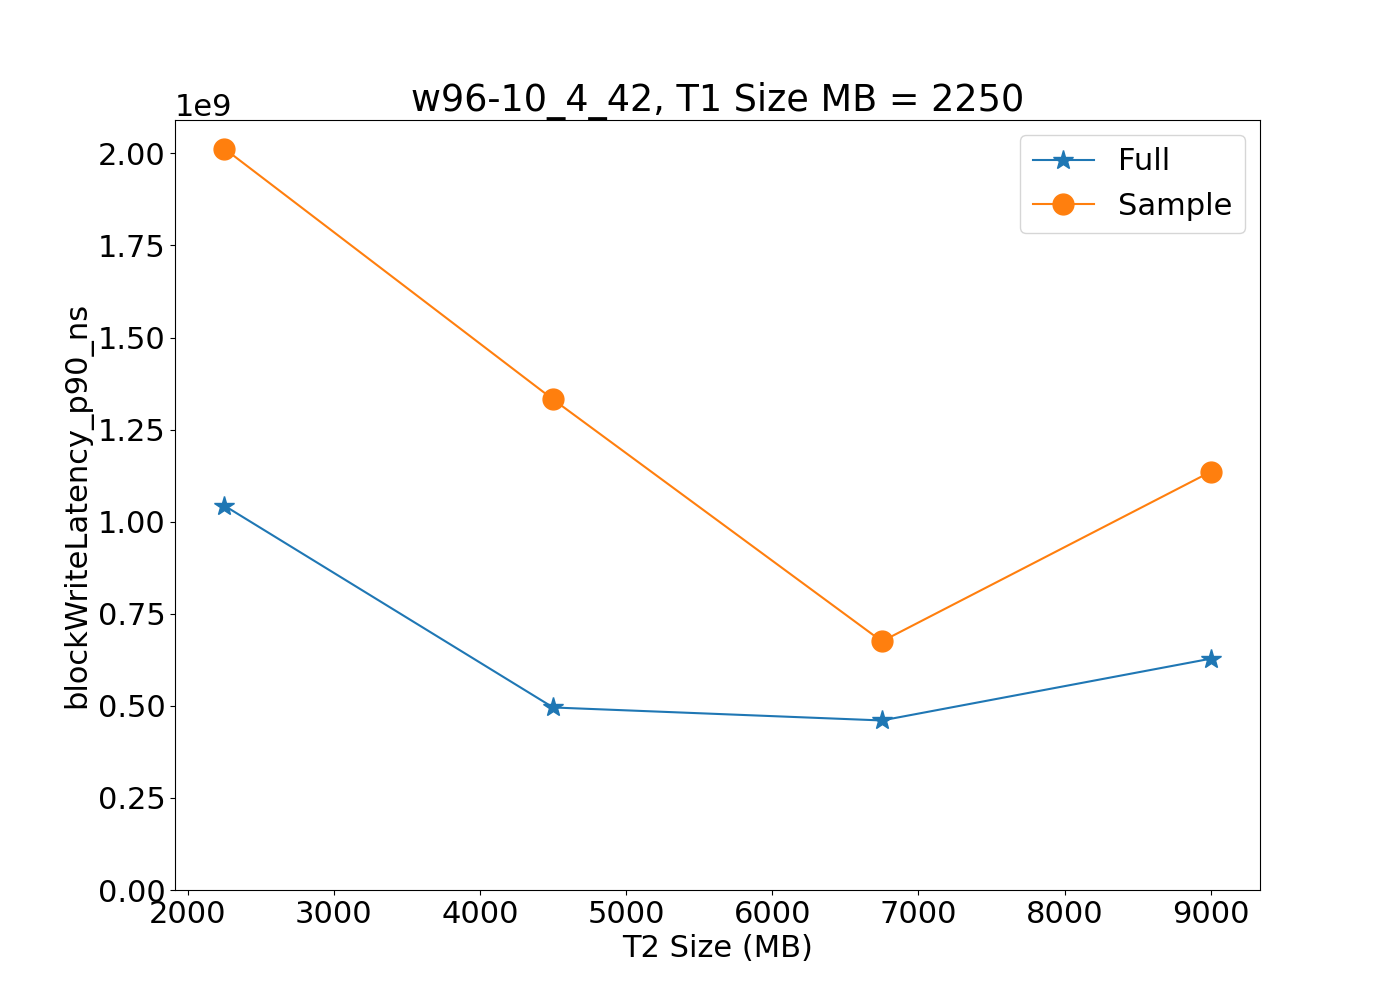 w96-10_4_42, T1 Size MB = 2250
1e9
2.00
1.75
1.50
1.25
1.00
0.75
0.50
0.25
0.00
blockWriteLatency_p90_ns
Full
Sample
2000 3000 4000 5000 6000 7000 8000 9000
T2 Size (MB)